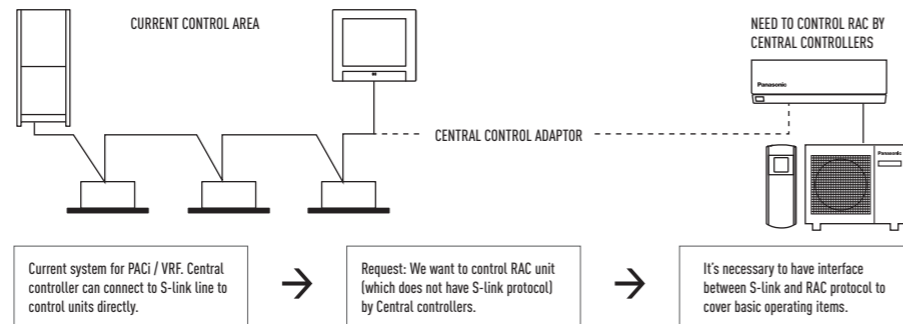 CURRENT CONTROL AREA
NEED TO CONTROL RAC BY
CENTRAL CONTROLLERS
Panasonic
CENTRAL CONTROL ADAPTOR
Panasonic
Current system for PACi / VRF. Central
controller can connect to S-link line to
control units directly.
Request: We want to control RAC unit
(which does not have S-link protocol)
by Central controllers.
It's necessary to have interface
between S-link and RAC protocol to
cover basic operating items.